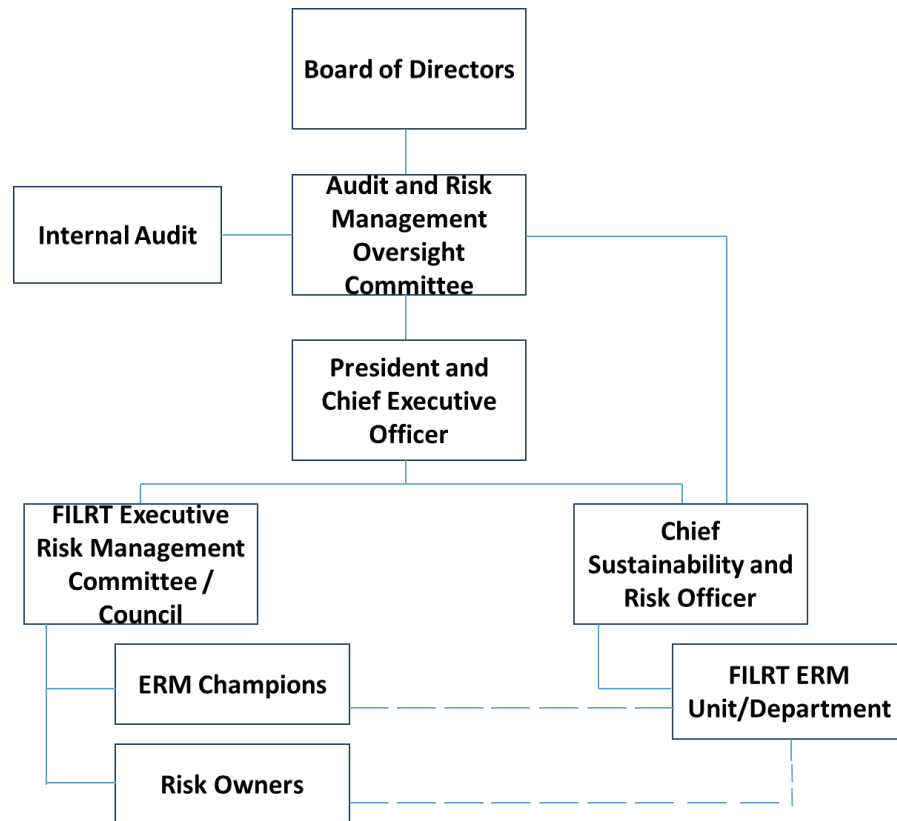 Board of Directors
Audit and Risk
Management
Oversight
Committee
Internal Audit
President and
Chief Executive
Officer
FILRT Executive
Risk Management
Committee /
Council
Chief
Sustainability and
Risk Officer
ERM Champions
FILRT ERM
Unit/Department
Risk Owners